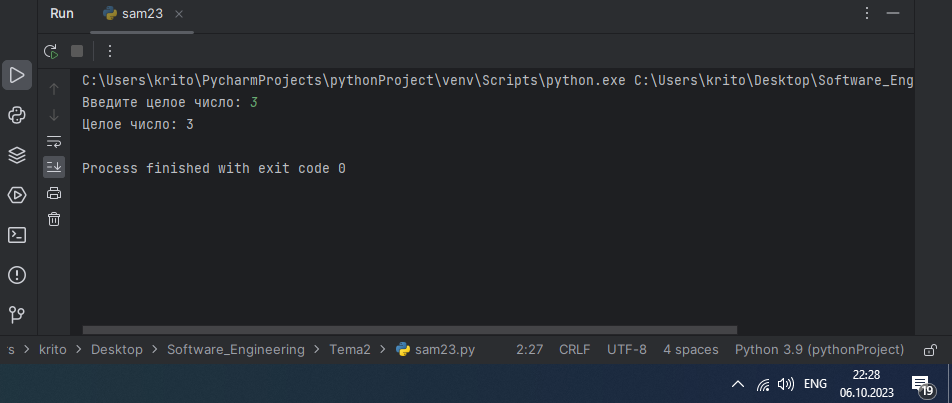 Run sam23
C:\Users\krito\PycharmProjects\pythonProject\venv\Scripts\python.exe C:\Users\krito\Desktop\Software_Eng
Введите целое число: 3
Целое число: 3
Process finished with exit code 0
rs > krito > Desktop > Software_Engineering > Tema2 > sam23.py 2:27 CRLF UTF-8 4 spaces Python 3.9 (pythonProject)
ENG 22:28
06.10.2023 19